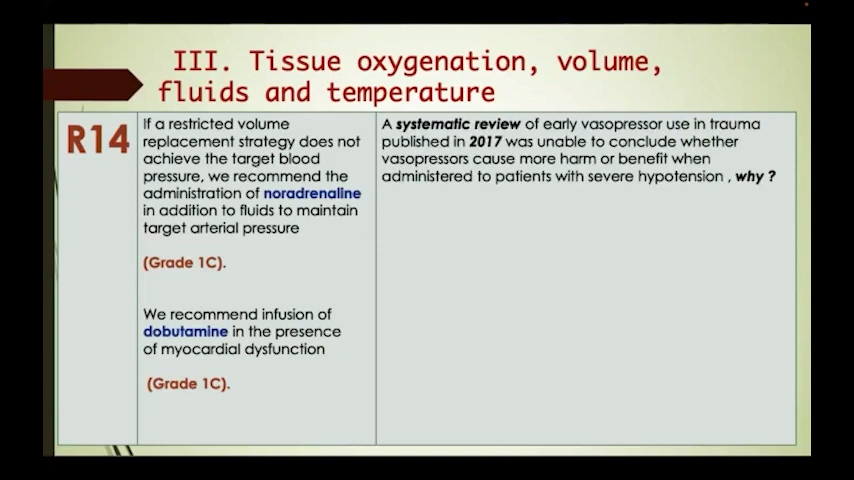 III. Tissue oxygenation, volume,
fluids and temperature
R14
If a restricted volume
replacement strategy does not
achieve the target blood
pressure, we recommend the
administration of noradrenaline
in addition to fluids to maintain
target arterial pressure
(Grade 1C).
We recommend infusion of
dobutamine in the presence
of myocardial dysfunction
(Grade 1C).
A systematic review of early vasopressor use in trauma
published in 2017 was unable to conclude whether
vasopressors cause more harm or benefit when
administered to patients with severe hypotension , why ?